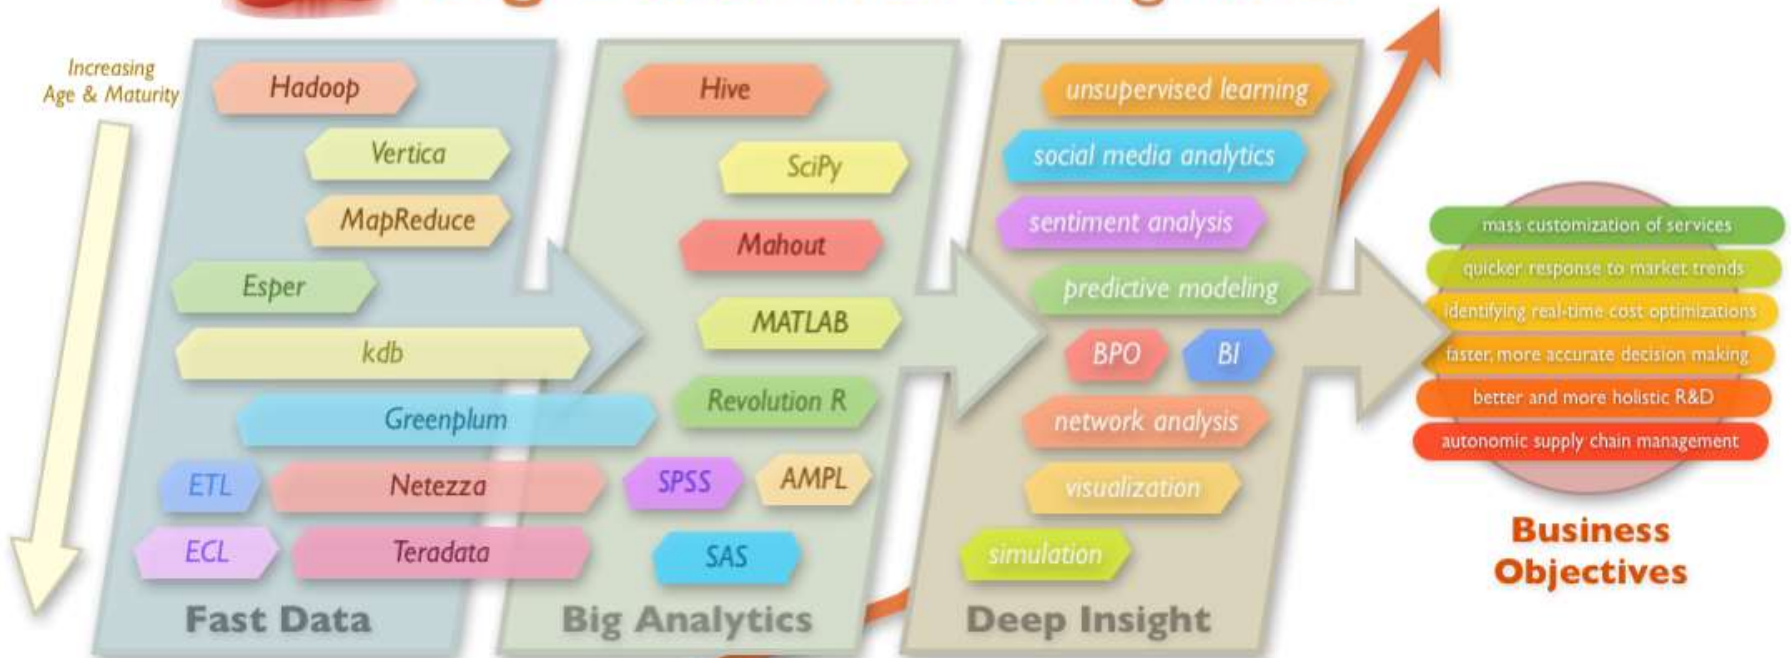 Increasing
Age & Maturity
Hadoop
Vertica
MapReduce
Esper
kdb
Greenplum
ETL
Netezza
ECL
Teradata
Fast Data
Hive
SciPy
Mahout
MATLAB
Revolution R
SPSS
AMPL
SAS
Big Analytics
unsupervised learning
social media analytics
sentiment analysis
predictive modeling
BPO
BI
network analysis
visualization
simulation
Deep Insight
mass customization of services
quicker response to market trends
identifying real-time cost optimizations
faster, more accurate decision making
better and more holistic R&D
autonomic supply chain management
Business
Objectives